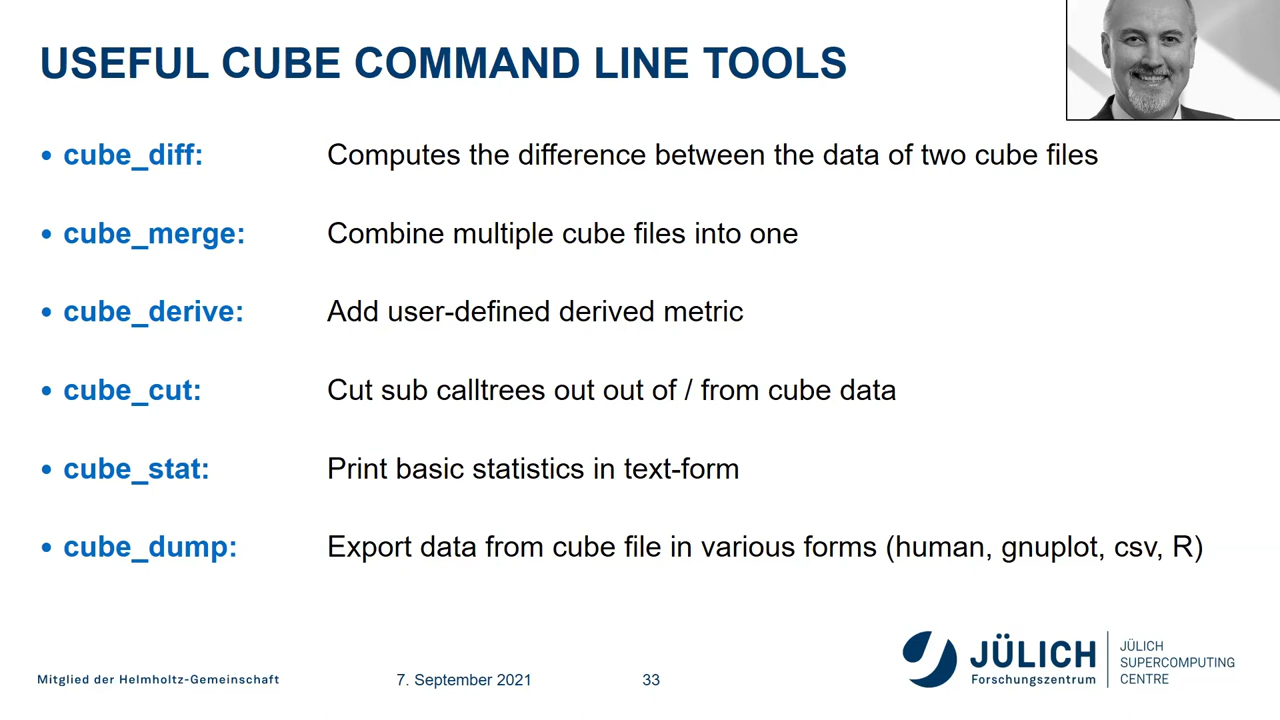 USEFUL CUBE COMMAND LINE TOOLS
• cube_diff: Computes the difference between the data of two cube files
• cube_merge: Combine multiple cube files into one
• cube_derive: Add user-defined derived metric
• cube_cut: Cut sub calltrees out out of / from cube data
• cube_stat: Print basic statistics in text-form
• cube_dump: Export data from cube file in various forms (human, gnuplot, csv, R)
Mitglied der Helmholtz-Gemeinschaft
7. September 2021
33
JÜLICH
Forschungszentrum
JÜLICH
SUPERCOMPUTING
CENTRE